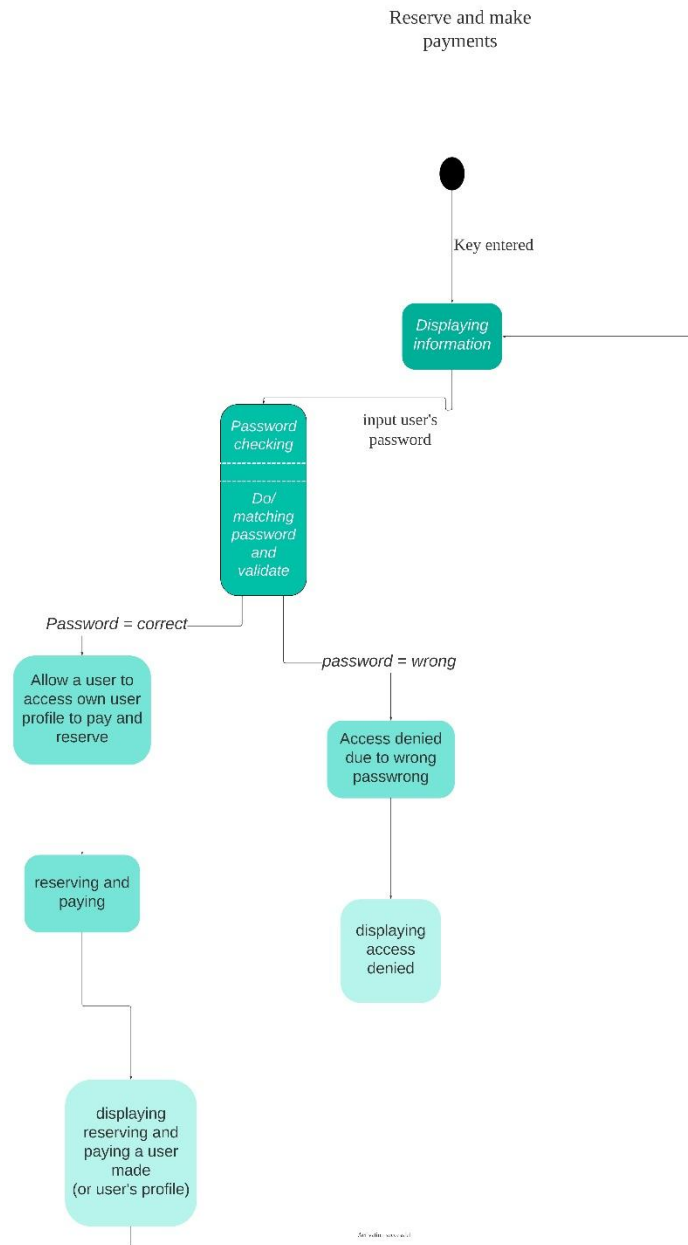 Reserve and make
payments
Key entered
Displaying
information
input user's
password
Password
checking
Do/
matching
password
and
validate
Password = correct
password = wrong
Allow a user to
access own user
profile to pay and
reserve
Access denied
due to wrong
passwrong
reserving and
paying
displaying
access
denied
displaying
reserving and
paying a user
made
(or user's profile)